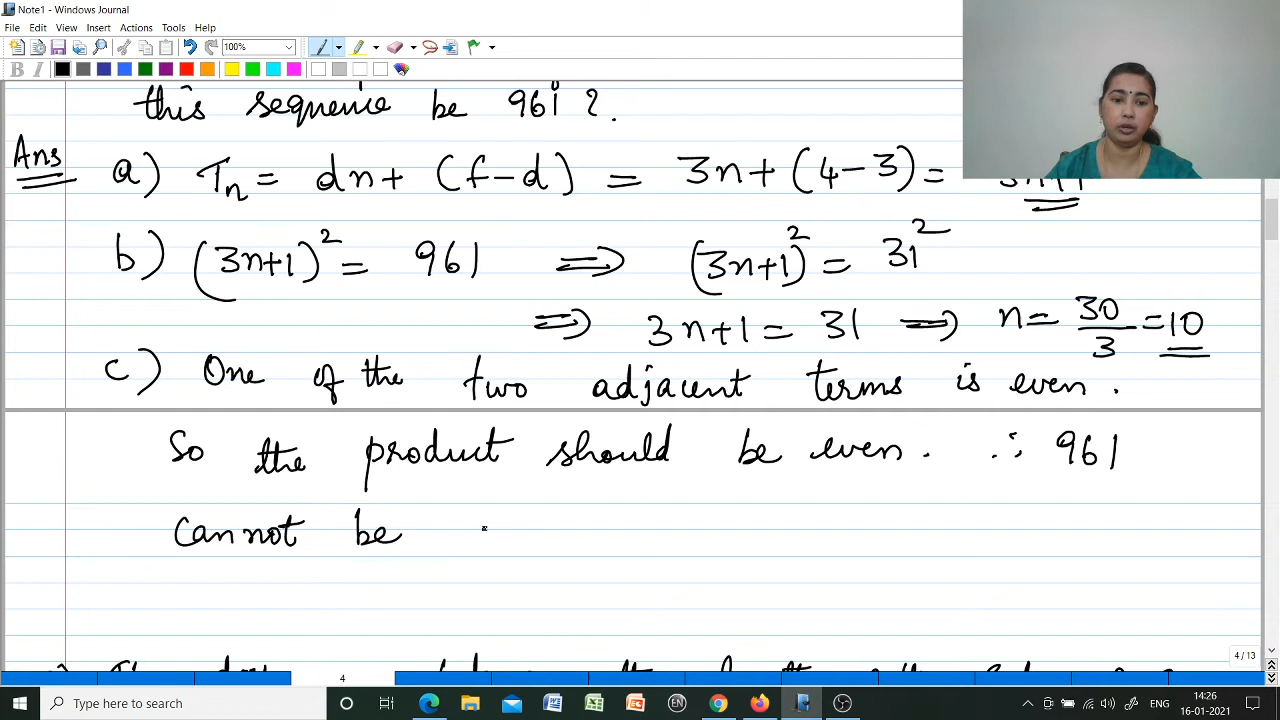 Note1 - Windows Journal
File Edit View Insert Actions Tools Help
100%
B I
this sequence be 961 ?
Ans
a) Tn = dn + (f-d) = 3n + (4-3) = 3n+1
b) (3n+1)² = 961 ⟹ (3n+1)² = 31²
⟹ 3n+1 = 31 ⟹ n = 30/3 = 10
c) One of the two adjacent terms is even.
So the product should be even. ∴ 961
cannot be
4 / 13
4
Type here to search
EN
ENG
14:26
16-01-2021